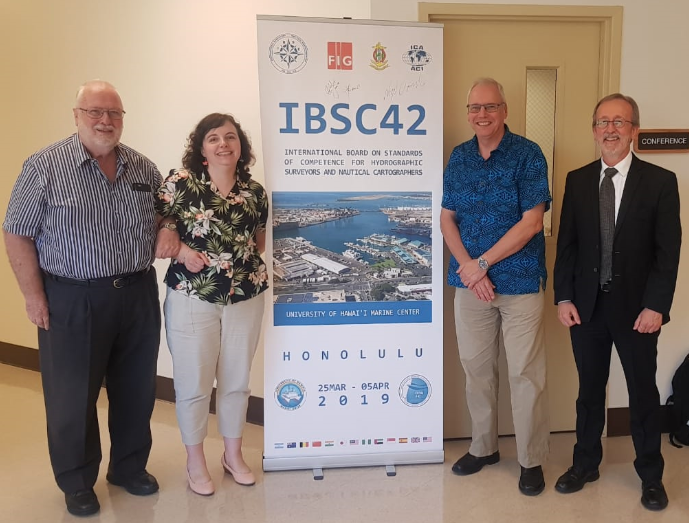 FIG
ICA
ACI
IBSC42
INTERNATIONAL BOARD ON STANDARDS
OF COMPETENCE FOR HYDROGRAPHIC
SURVEYORS AND NAUTICAL CARTOGRAPHERS
UNIVERSITY OF HAWAI'I MARINE CENTER
HONOLULU
25MAR - 05APR
2019
CONFERENCE